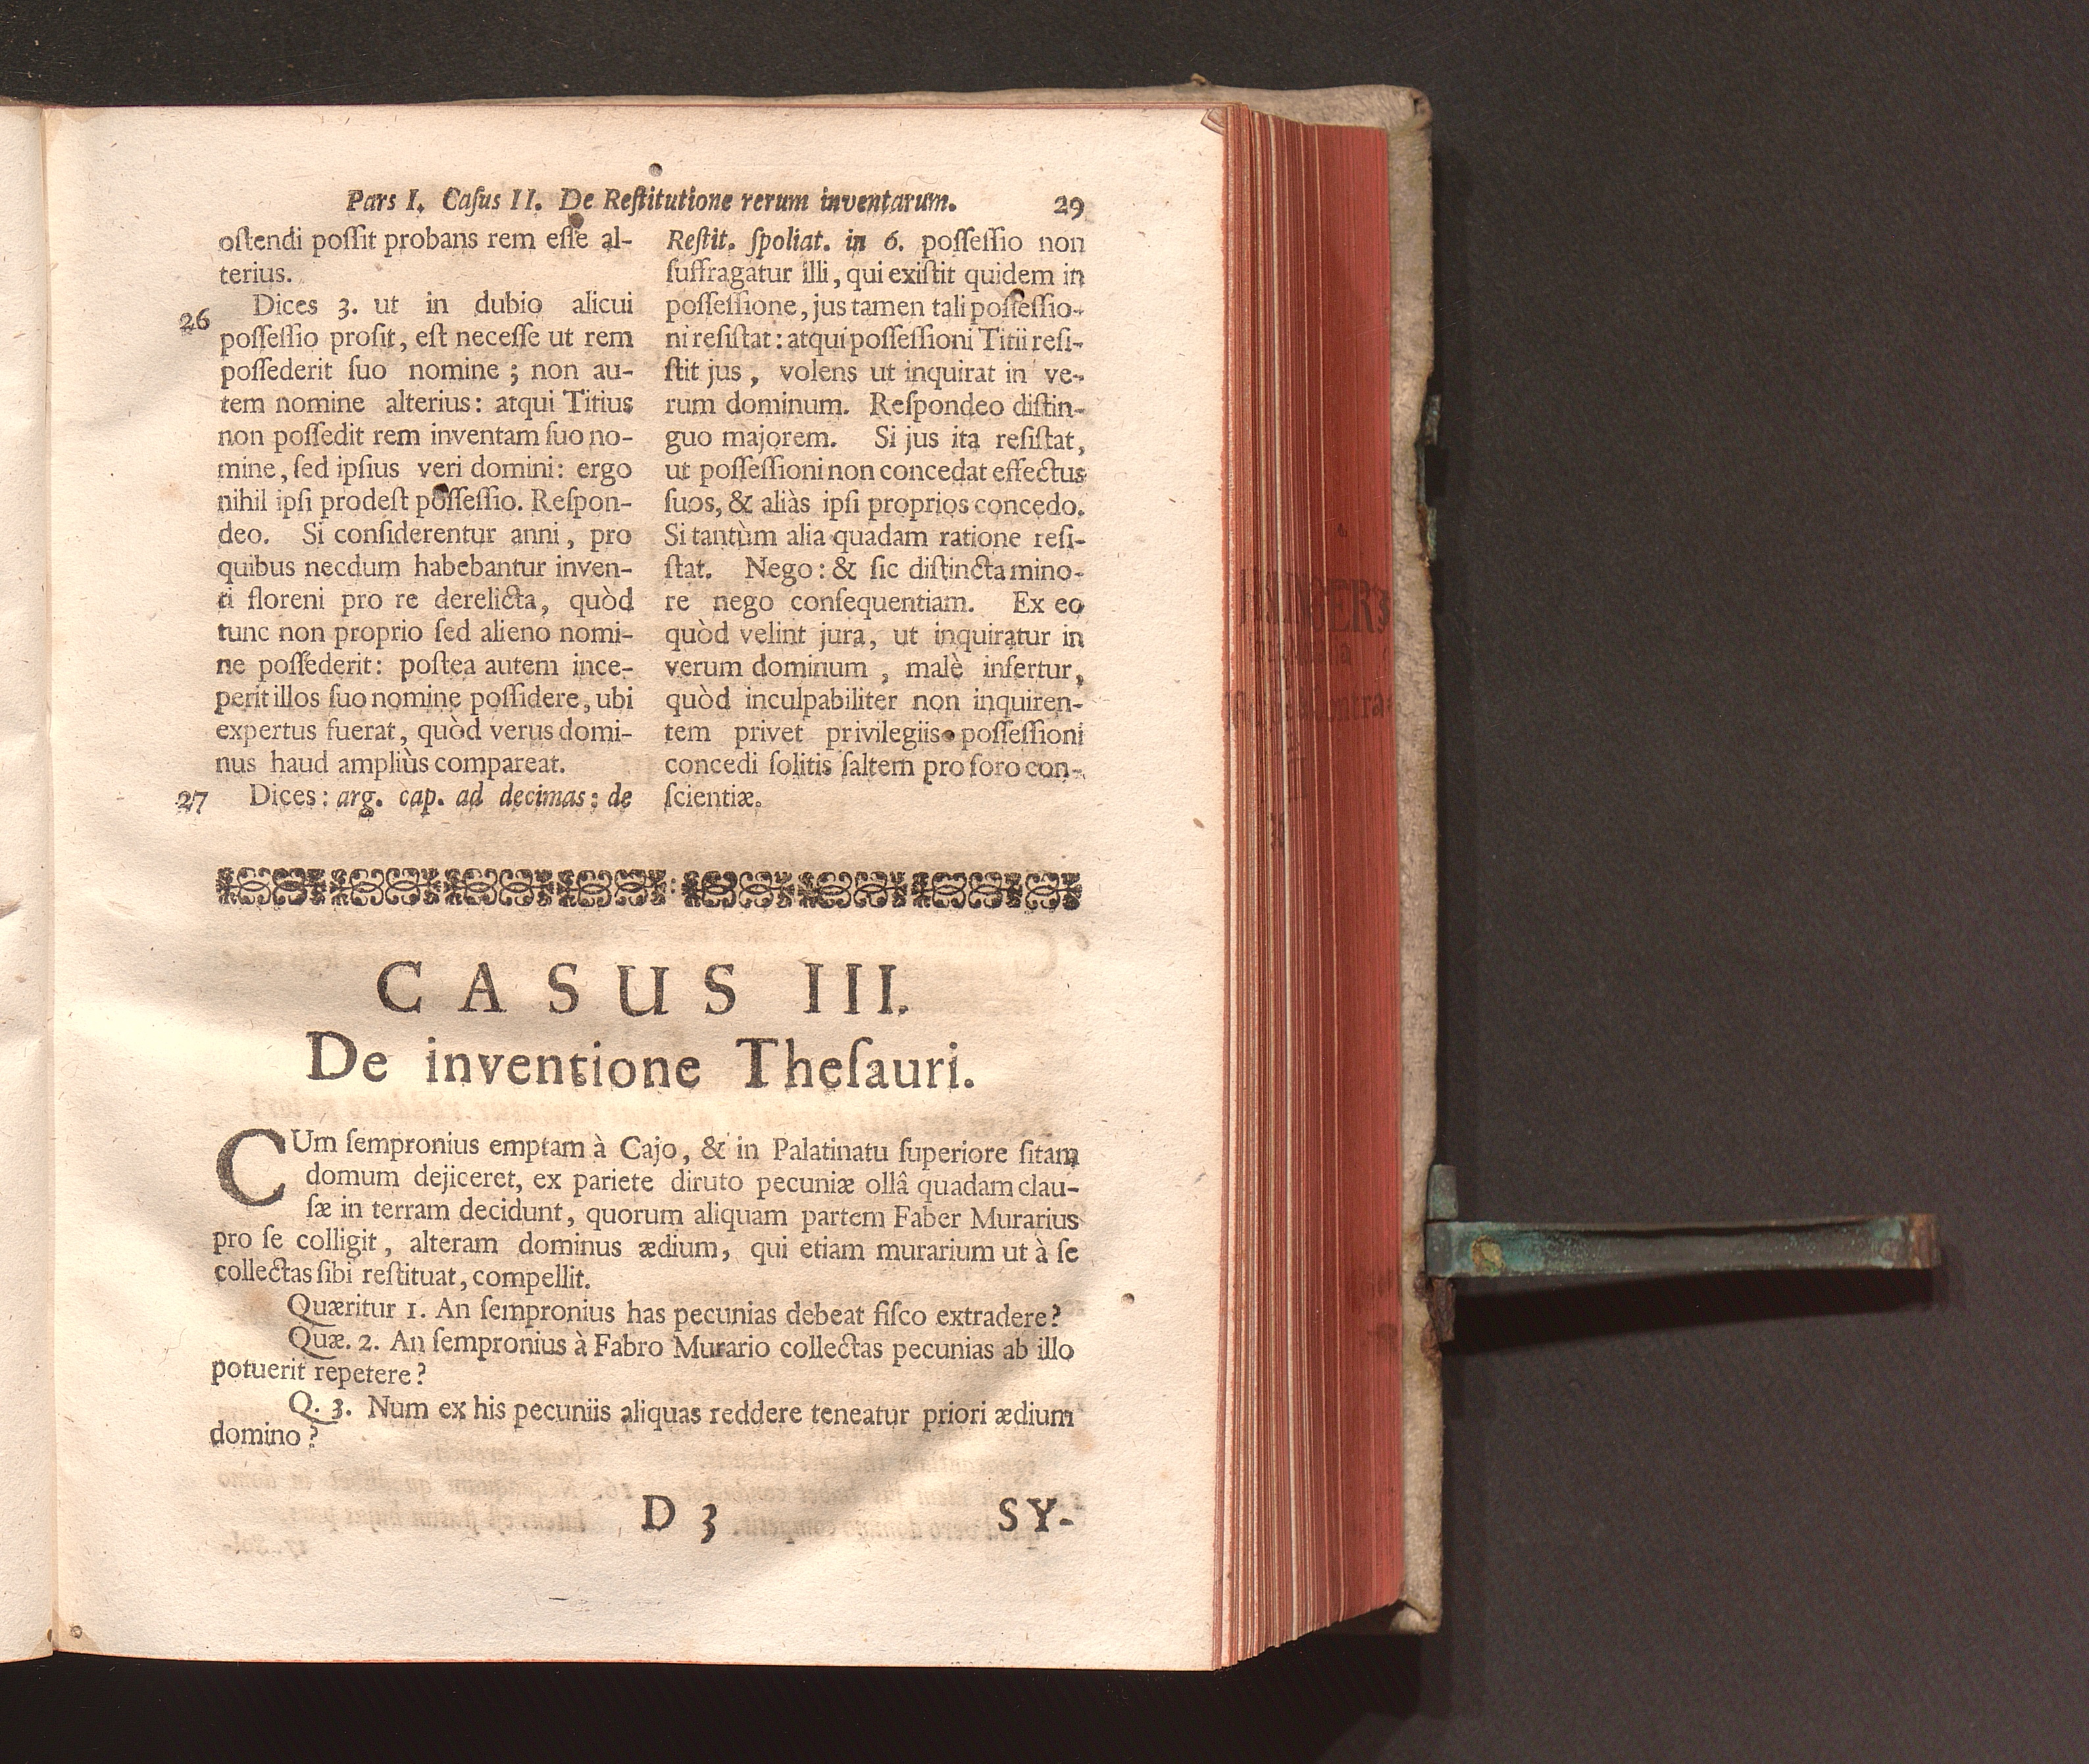 Pars I. Caſus II. De Reſtitutione rerum inventarum. 29
oſtendi poſſit probans rem eſſe al-
terius.
26 Dices 3. ut in dubio alicui
poſſeſſio proſit, eſt neceſſe ut rem
poſſederit ſuo nomine; non au-
tem nomine alterius: atqui Titius
non poſſedit rem inventam ſuo no-
mine, ſed ipſius veri domini: ergo
nihil ipſi prodeſt poſſeſſio. Reſpon-
deo. Si conſiderentur anni, pro
quibus necdum habebantur inven-
ti floreni pro re derelicta, quòd
tunc non proprio ſed alieno nomi-
ne poſſederit: poſtea autem ince-
perit illos ſuo nomine poſſidere, ubi
expertus fuerat, quòd verus domi-
nus haud ampliùs compareat.
27 Dices: arg. cap. ad decimas: de
Reſtit. ſpoliat. in 6. poſſeſſio non
ſuffragatur illi, qui exiſtit quidem in
poſſeſſione, jus tamen tali poſſeſſio-
ni reſiſtat: atqui poſſeſſioni Titii reſi-
ſtit jus, volens ut inquirat in ve-
rum dominum. Reſpondeo diſtin-
guo majorem. Si jus ita reſiſtat,
ut poſſeſſioni non concedat effectus
ſuos, & aliàs ipſi proprios concedo.
Si tantùm alia quadam ratione reſi-
ſtat. Nego: & ſic diſtincta mino-
re nego conſequentiam. Ex eo
quòd velint jura, ut inquiratur in
verum dominum, malè infertur,
quòd inculpabiliter non inquiren-
tem privet privilegiis poſſeſſioni
concedi ſolitis ſaltem pro foro con-
ſcientiæ.
CASUS III.
De inventione Theſauri.
CUm ſempronius emptam à Cajo, & in Palatinatu ſuperiore ſitam
domum dejiceret, ex pariete diruto pecuniæ ollâ quadam clau-
ſæ in terram decidunt, quorum aliquam partem Faber Murarius
pro ſe colligit, alteram dominus ædium, qui etiam murarium ut à ſe
collectas ſibi reſtituat, compellit.
Quæritur 1. An ſempronius has pecunias debeat fiſco extradere?
Quæ. 2. An ſempronius à Fabro Murario collectas pecunias ab illo
potuerit repetere?
Q. 3. Num ex his pecuniis aliquas reddere teneatur priori ædium
domino?
D 3 SY-